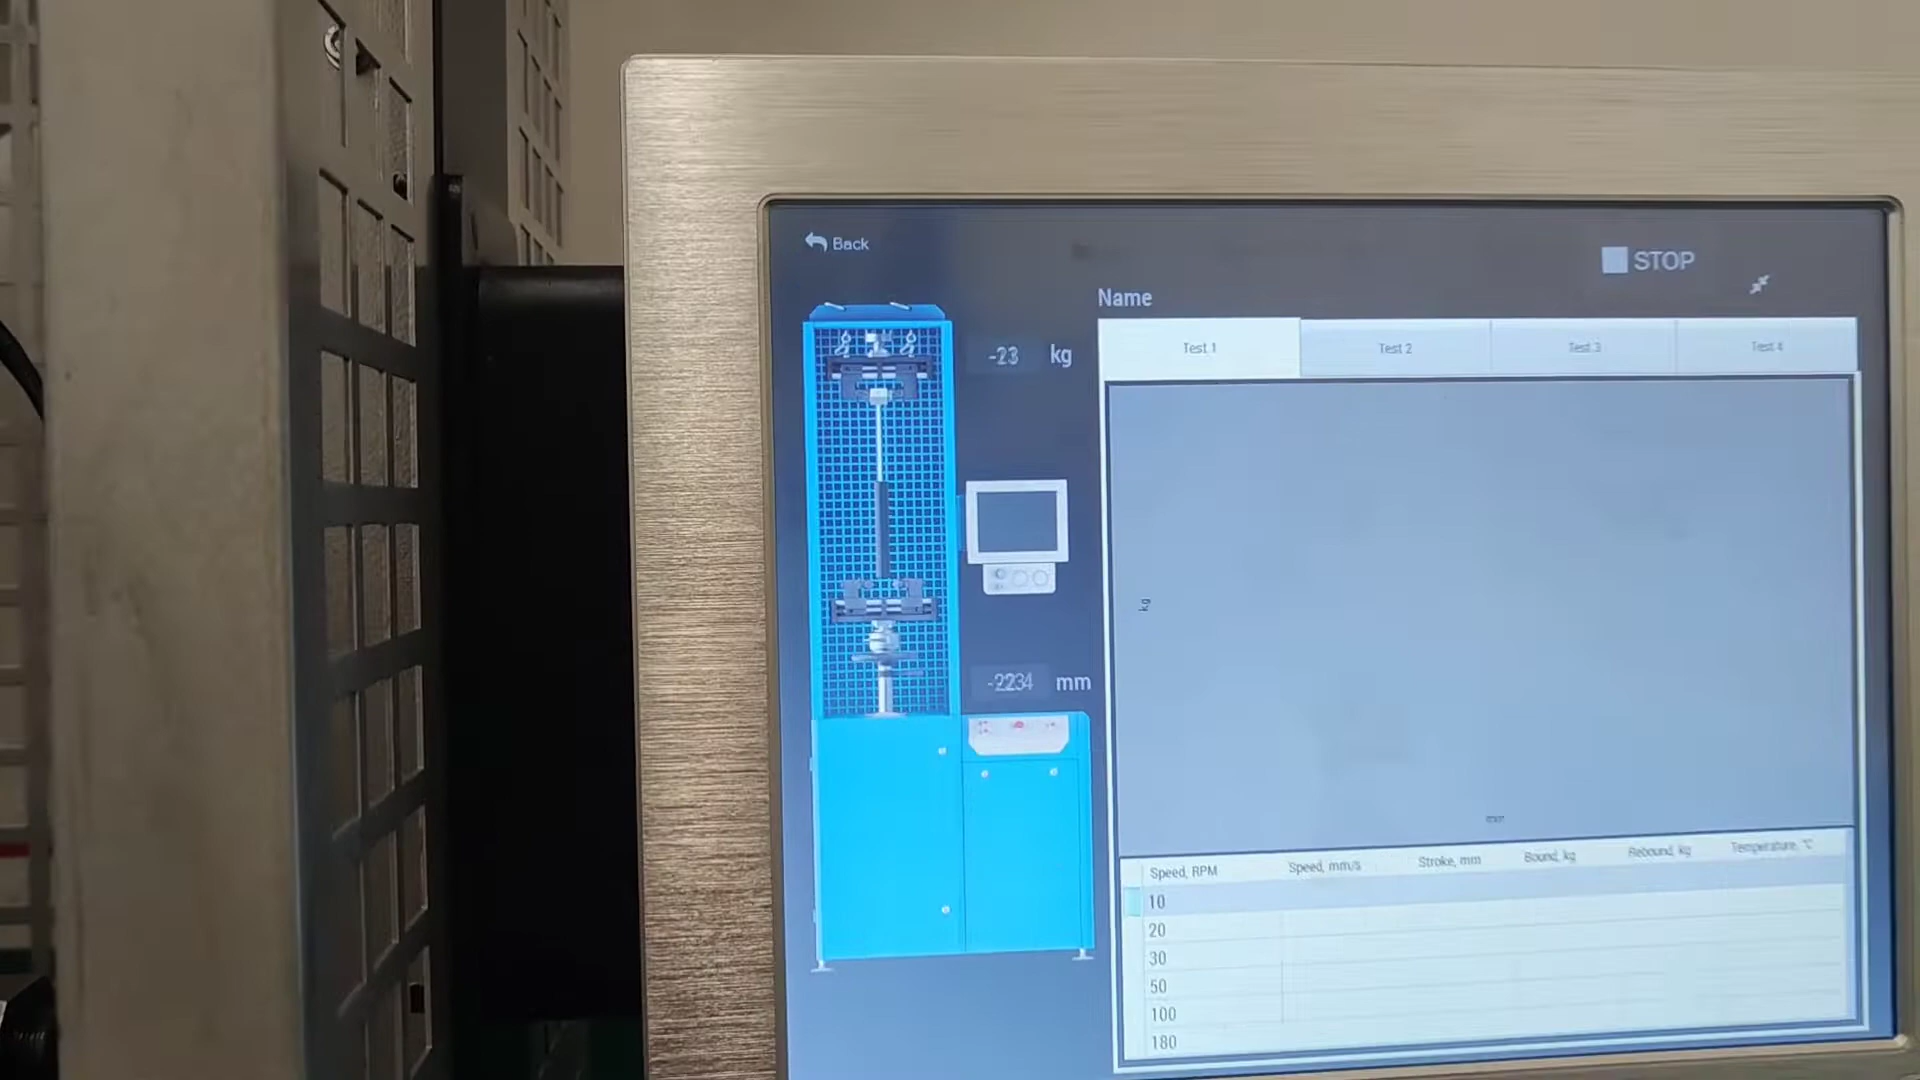 Back
STOP
Name
-23 kg
Test 1 Test 2 Test 3 Test 4
kg
-2234 mm
mm
Speed, RPM Speed, mm/s Stroke, mm Bound, kg Rebound, kg Temperature, °C
10
20
30
50
100
180